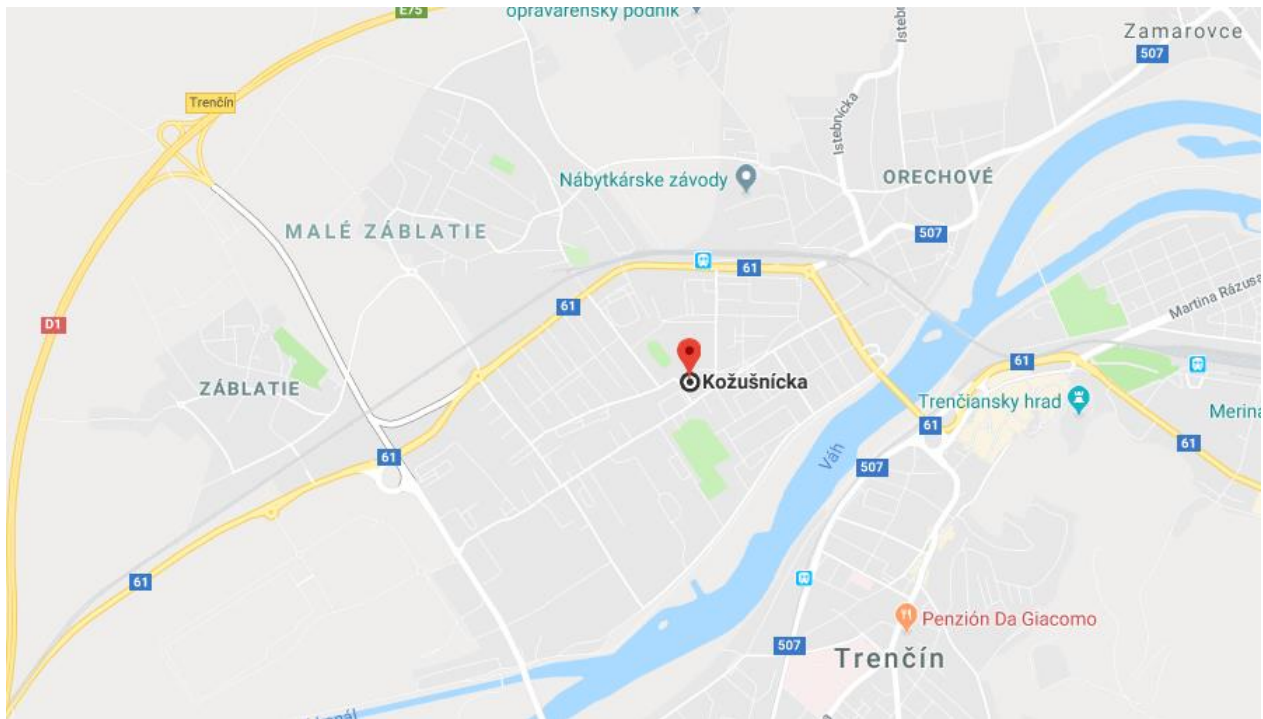 E75
opravárenský podnik
Istebnícka
Zamarovce
507
Trenčín
Istebnícka
Nábytkárske závody
ORECHOVÉ
507
MALÉ ZÁBLATIE
61
61
Martina Rázusa
D1
61
ZÁBLATIE
Kožušnícka
Trenčiansky hrad
Merina
61
61
Váh
61
507
61
Penzión Da Giacomo
507
Trenčín